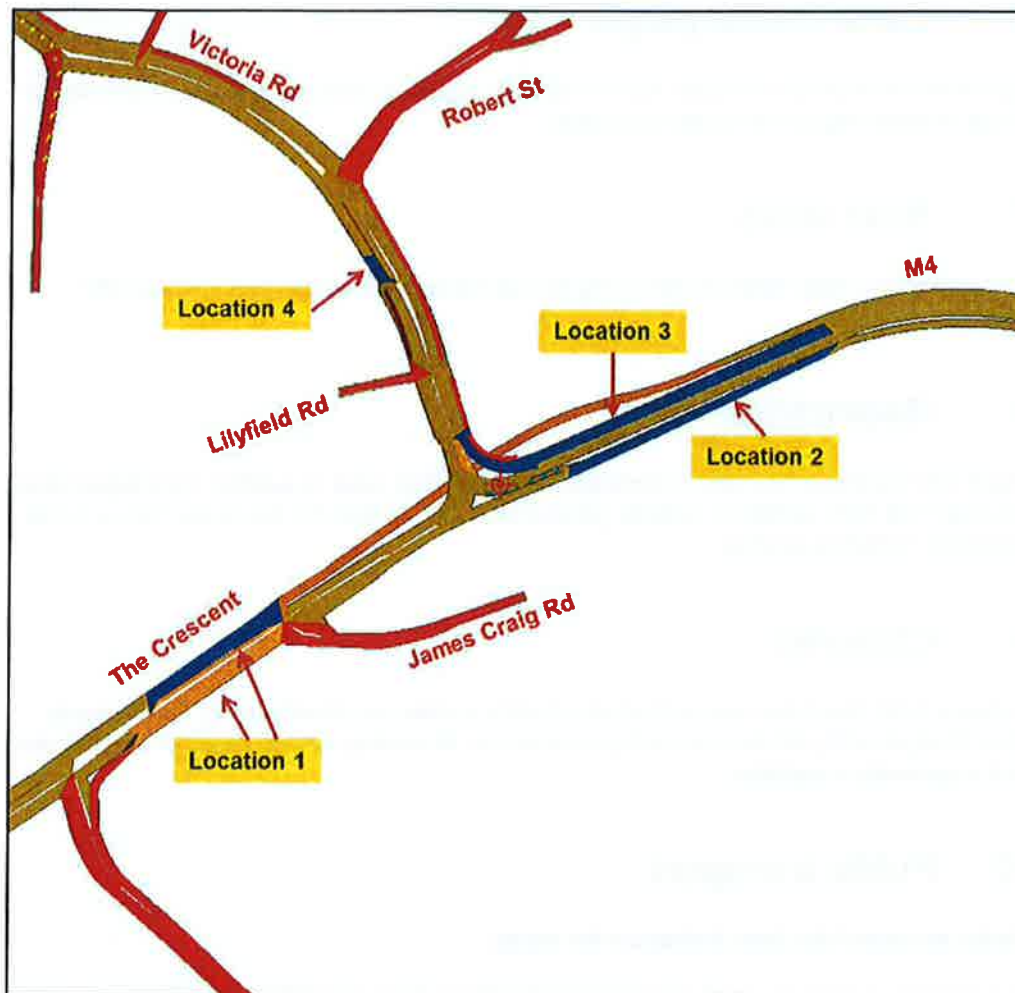 Victoria Rd
Robert St
M4
Location 4
Location 3
Lilyfield Rd
Location 2
The Crescent
James Craig Rd
Location 1